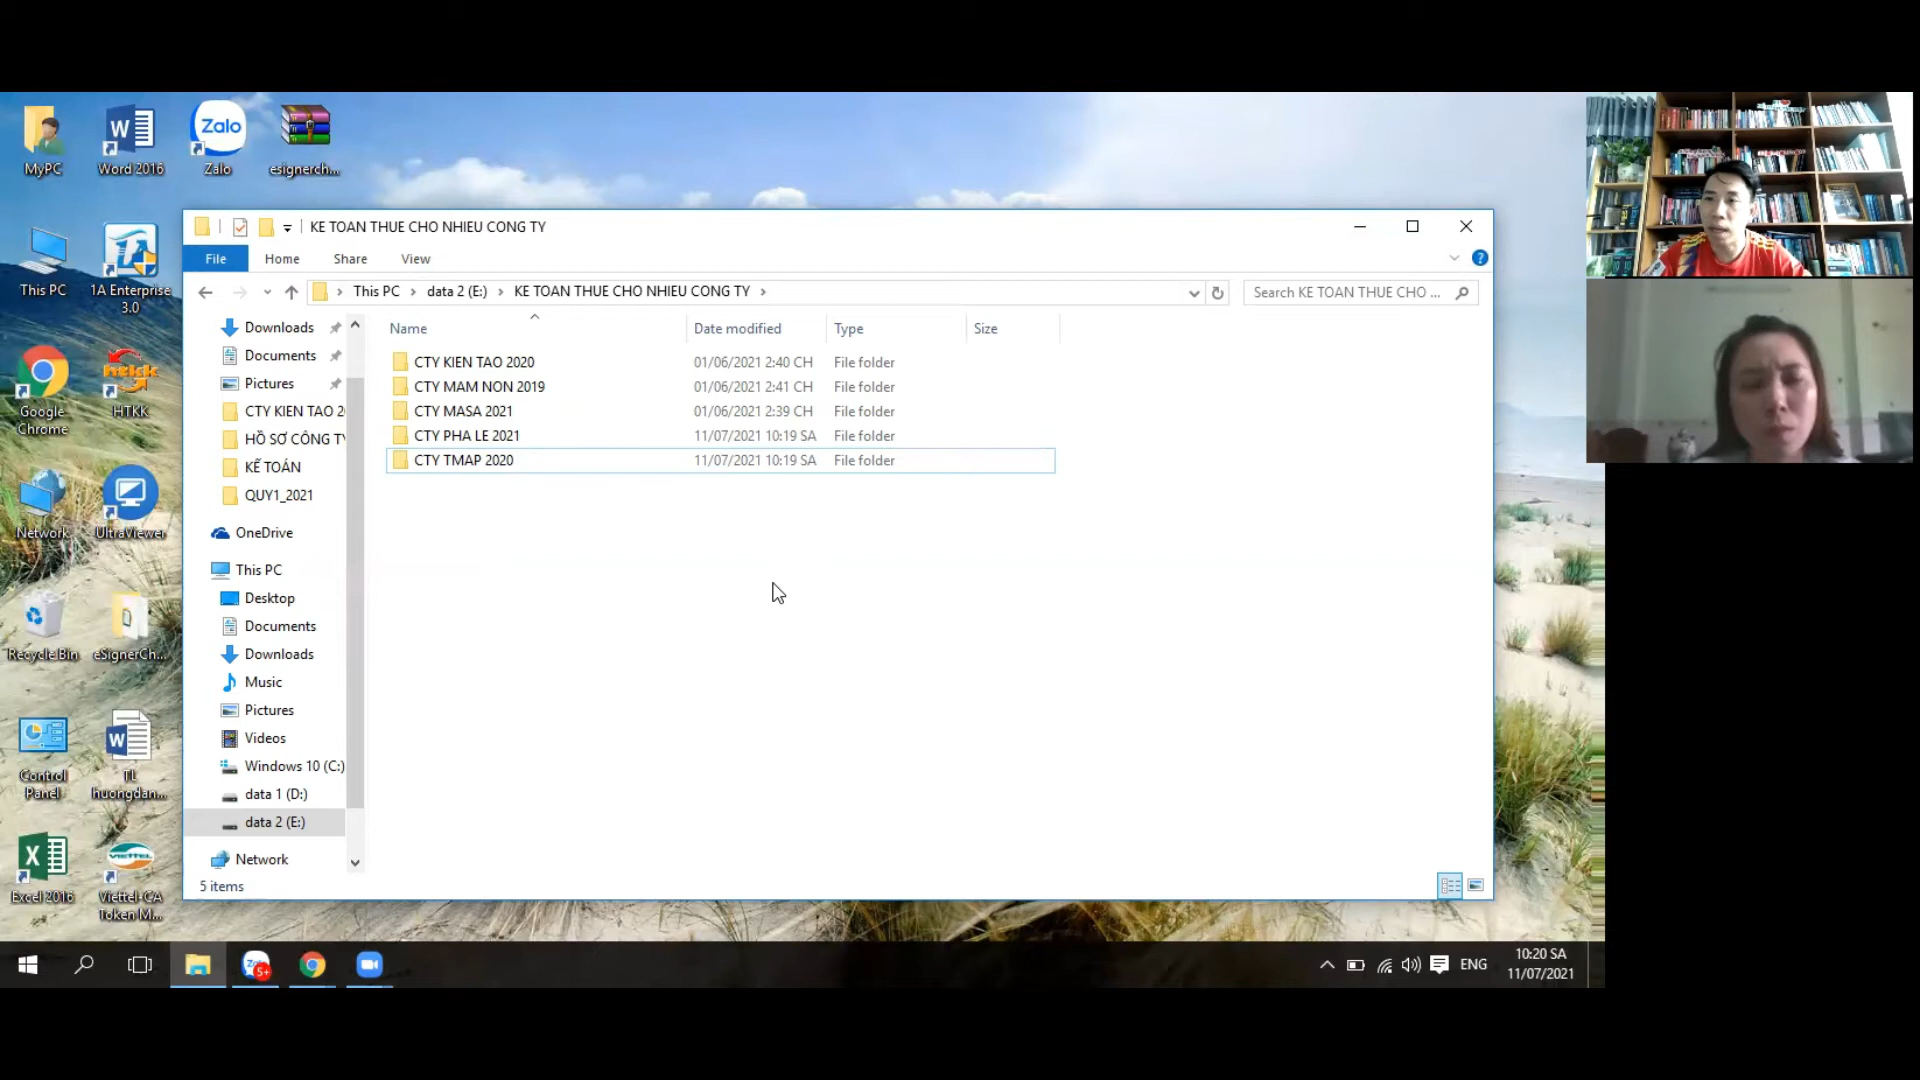 MyPC
Word 2016
Zalo
Zalo
esignerch...
This PC
1A Enterprise
3.0
Google
Chrome
HTKK
Network
UltraViewer
Recycle Bin
eSignerCh...
Control
Panel
TL
huongdan...
Excel 2016
Viettel-CA
Token M...
KE TOAN THUE CHO NHIEU CONG TY
File
Home
Share
View
This PC
data 2 (E:)
KE TOAN THUE CHO NHIEU CONG TY
Search KE TOAN THUE CHO ...
Downloads
Documents
Pictures
CTY KIEN TAO 20
HỒ SƠ CÔNG TY
KẾ TOÁN
QUY1_2021
OneDrive
This PC
Desktop
Documents
Downloads
Music
Pictures
Videos
Windows 10 (C:)
data 1 (D:)
data 2 (E:)
Network
Name Date modified Type Size
CTY KIEN TAO 2020 01/06/2021 2:40 CH File folder
CTY MAM NON 2019 01/06/2021 2:41 CH File folder
CTY MASA 2021 01/06/2021 2:39 CH File folder
CTY PHA LE 2021 11/07/2021 10:19 SA File folder
CTY TMAP 2020 11/07/2021 10:19 SA File folder
5 items
5+
ENG
10:20 SA
11/07/2021